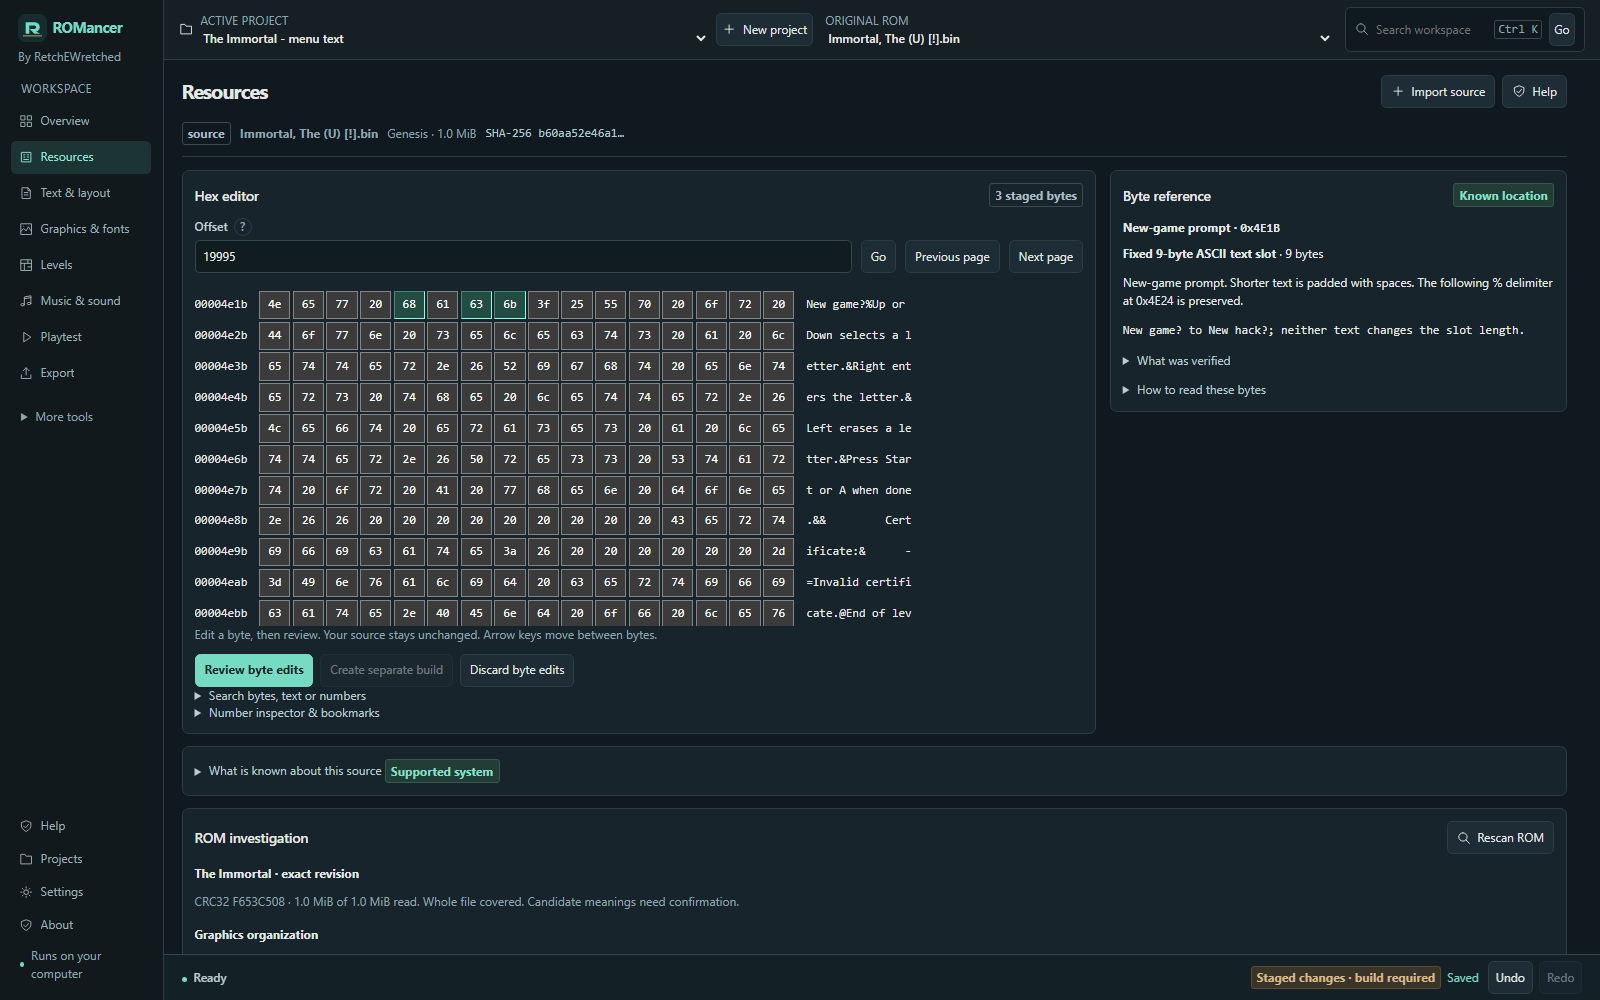 ROMancer
By RetchEWretched
WORKSPACE
Overview
Resources
Text & layout
Graphics & fonts
Levels
Music & sound
Playtest
Export
More tools
Help
Projects
Settings
About
Runs on your
computer
ACTIVE PROJECT
The Immortal - menu text
+ New project
ORIGINAL ROM
Immortal, The (U) [!].bin
Search workspace Ctrl K Go
Resources
+ Import source
Help
source Immortal, The (U) [!].bin Genesis · 1.0 MiB SHA-256 b60aa52e46a1…
Hex editor
3 staged bytes
Offset ?
19995
Go
Previous page
Next page
00004e1b 4e 65 77 20 68 61 63 6b 3f 25 55 70 20 6f 72 20 New game?%Up or
00004e2b 44 6f 77 6e 20 73 65 6c 65 63 74 73 20 61 20 6c Down selects a l
00004e3b 65 74 74 65 72 2e 26 52 69 67 68 74 20 65 6e 74 etter.&Right ent
00004e4b 65 72 73 20 74 68 65 20 6c 65 74 74 65 72 2e 26 ers the letter.&
00004e5b 4c 65 66 74 20 65 72 61 73 65 73 20 61 20 6c 65 Left erases a le
00004e6b 74 74 65 72 2e 26 50 72 65 73 73 20 53 74 61 72 tter.&Press Star
00004e7b 74 20 6f 72 20 41 20 77 68 65 6e 20 64 6f 6e 65 t or A when done
00004e8b 2e 26 26 20 20 20 20 20 20 20 20 20 43 65 72 74 .&& Cert
00004e9b 69 66 69 63 61 74 65 3a 26 20 20 20 20 20 20 2d ificate:& -
00004eab 3d 49 6e 76 61 6c 69 64 20 63 65 72 74 69 66 69 =Invalid certifi
00004ebb 63 61 74 65 2e 40 45 6e 64 20 6f 66 20 6c 65 76 cate.@End of lev
Edit a byte, then review. Your source stays unchanged. Arrow keys move between bytes.
Review byte edits
Create separate build
Discard byte edits
Search bytes, text or numbers
Number inspector & bookmarks
Byte reference
Known location
New-game prompt · 0x4E1B
Fixed 9-byte ASCII text slot · 9 bytes
New-game prompt. Shorter text is padded with spaces. The following % delimiter
at 0x4E24 is preserved.
New game? to New hack?; neither text changes the slot length.
What was verified
How to read these bytes
What is known about this source Supported system
ROM investigation
Rescan ROM
The Immortal · exact revision
CRC32 F653C508 · 1.0 MiB of 1.0 MiB read. Whole file covered. Candidate meanings need confirmation.
Graphics organization
Ready
Staged changes · build required Saved Undo Redo